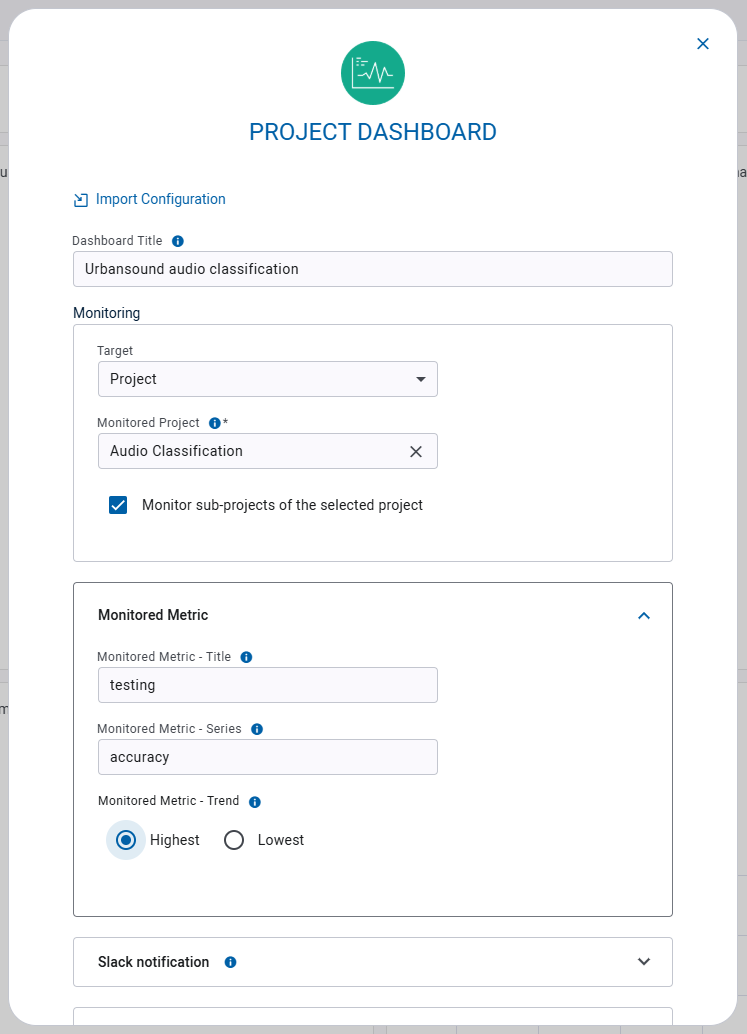 PROJECT DASHBOARD
Import Configuration
Dashboard Title
Urbansound audio classification
Monitoring
Target
Project
Monitored Project *
Audio Classification
Monitor sub-projects of the selected project
Monitored Metric
Monitored Metric - Title
testing
Monitored Metric - Series
accuracy
Monitored Metric - Trend
Highest Lowest
Slack notification